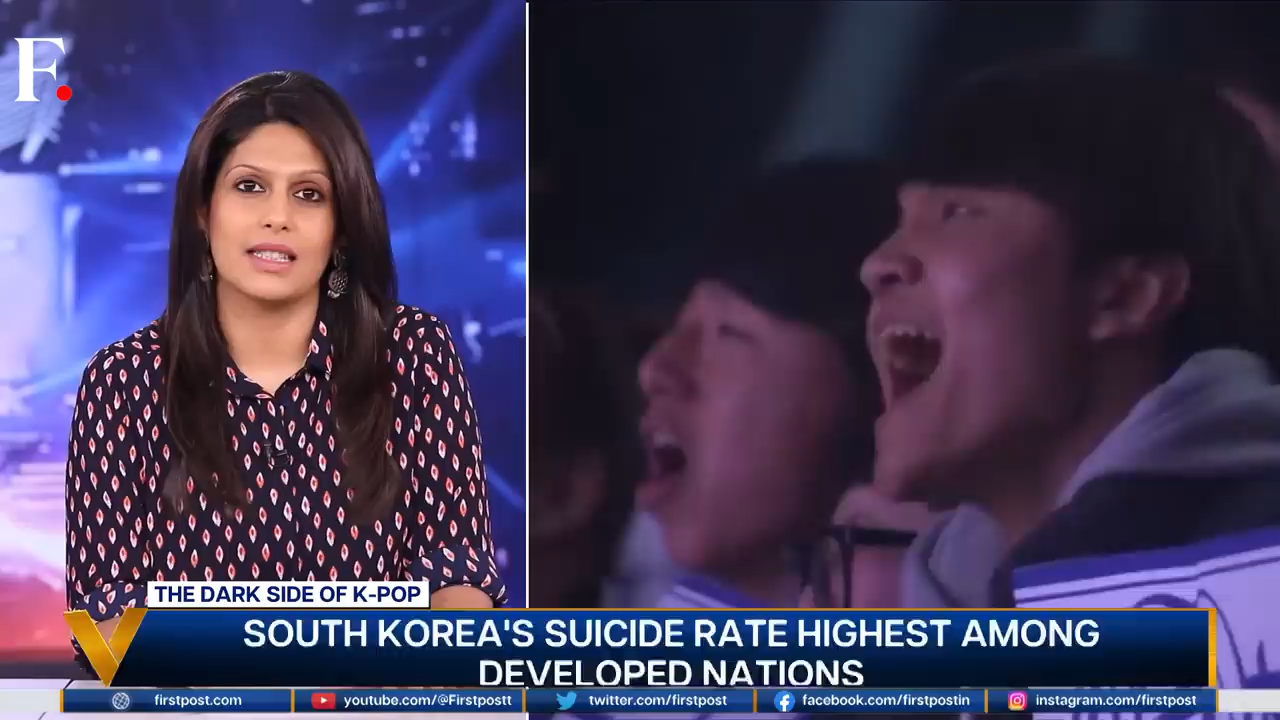 F.
THE DARK SIDE OF K-POP
SOUTH KOREA'S SUICIDE RATE HIGHEST AMONG
DEVELOPED NATIONS
firstpost.com
youtube.com/@Firstpostt
twitter.com/firstpost
facebook.com/firstpostin
instagram.com/firstpost